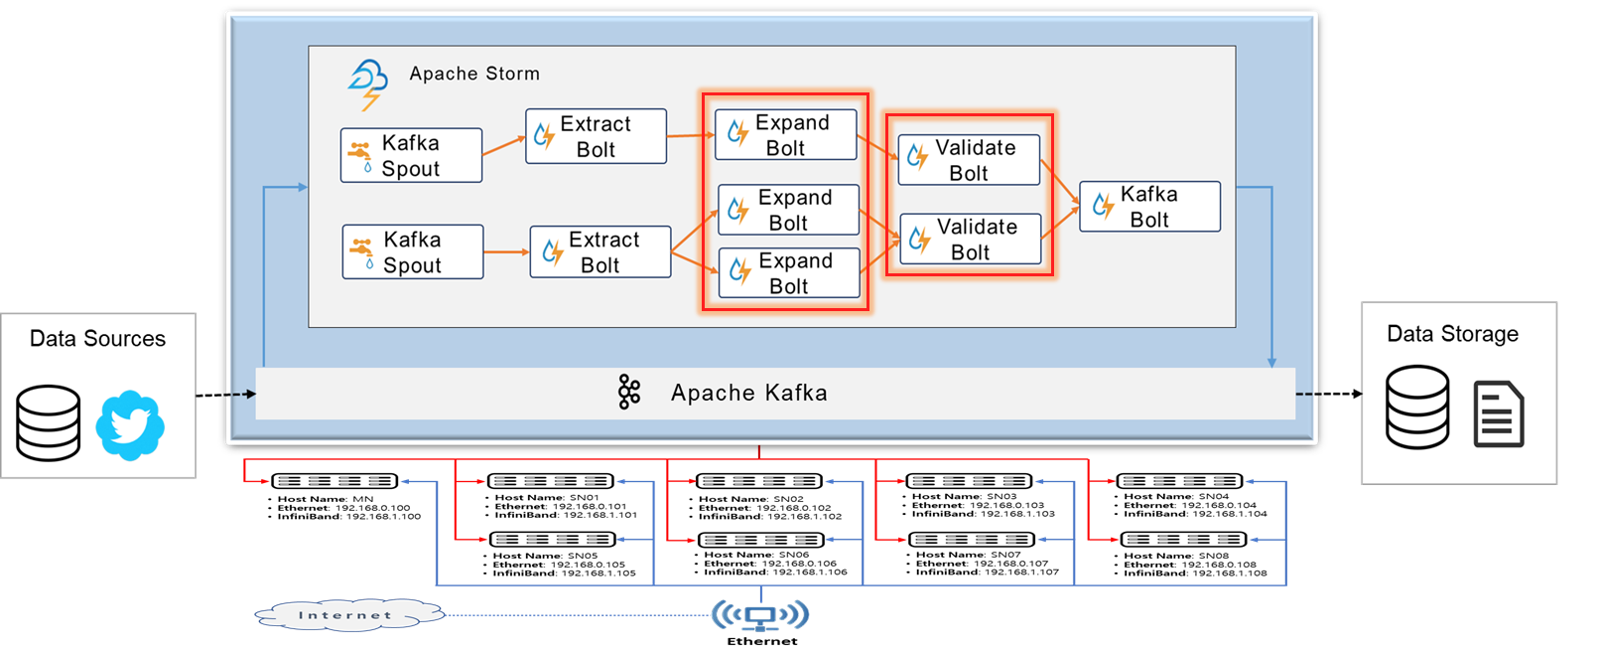 Apache Storm
Kafka
Spout
Extract
Bolt
Expand
Bolt
Validate
Bolt
Expand
Bolt
Kafka
Bolt
Kafka
Spout
Extract
Bolt
Expand
Bolt
Validate
Bolt
Data Sources
Data Storage
Apache Kafka
• Host Name: MN
• Ethernet: 192.168.0.100
• InfiniBand: 192.168.1.100
• Host Name: SN01
• Ethernet: 192.168.0.101
• InfiniBand: 192.168.1.101
• Host Name: SN02
• Ethernet: 192.168.0.102
• InfiniBand: 192.168.1.102
• Host Name: SN03
• Ethernet: 192.168.0.103
• InfiniBand: 192.168.1.103
• Host Name: SN04
• Ethernet: 192.168.0.104
• InfiniBand: 192.168.1.104
• Host Name: SN05
• Ethernet: 192.168.0.105
• InfiniBand: 192.168.1.105
• Host Name: SN06
• Ethernet: 192.168.0.106
• InfiniBand: 192.168.1.106
• Host Name: SN07
• Ethernet: 192.168.0.107
• InfiniBand: 192.168.1.107
• Host Name: SN08
• Ethernet: 192.168.0.108
• InfiniBand: 192.168.1.108
Internet
Ethernet